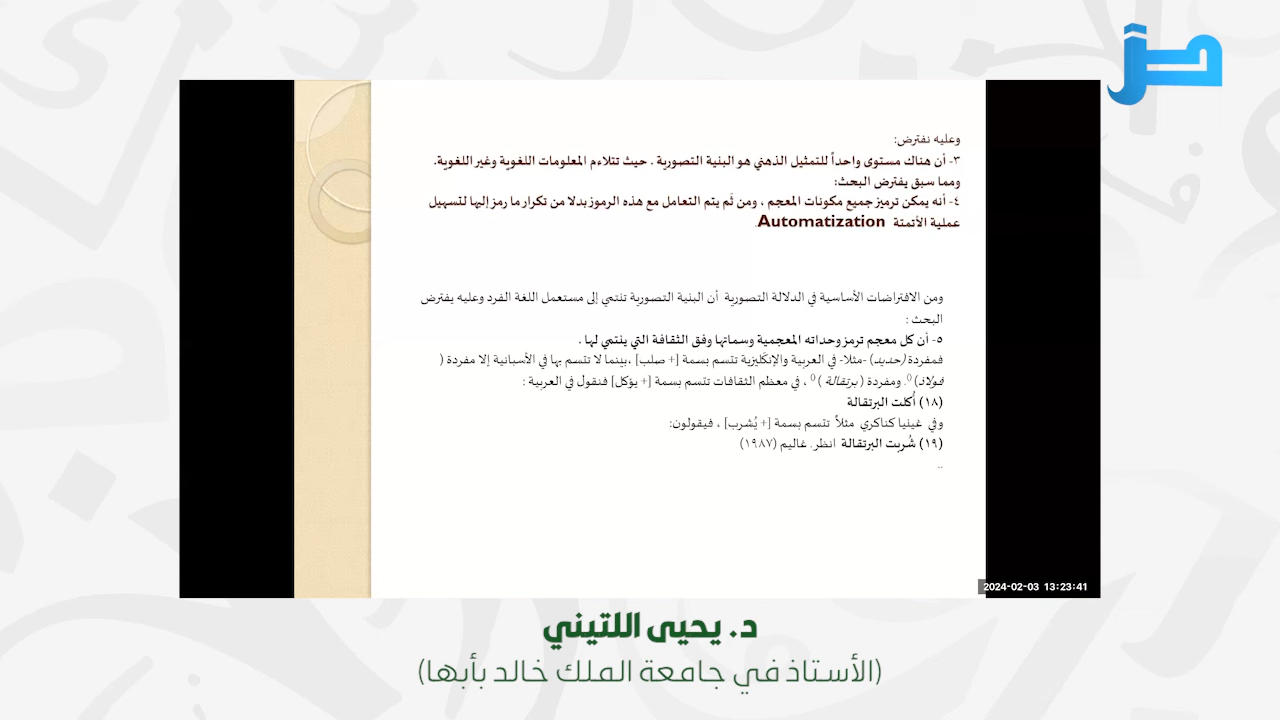 وعليه نفترض:
٣- أن هناك مستوى واحداً للتمثيل الذهني هو البنية التصورية . حيث تتلاءم المعلومات اللغوية وغير اللغوية.
ومما سبق يفترض البحث:
٤- أنه يمكن ترميز جميع مكونات المعجم ، ومن ثَم يتم التعامل مع هذه الرموز بدلا من تكرار ما رمز إليها لتسهيل
عملية الأتمتة Automatization.
ومن الافتراضات الأساسية في الدلالة التصورية أن البنية التصورية تنتمي إلى مستعمل اللغة الفرد وعليه يفترض
البحث :
٥- أن كل معجم ترمز وحداته المعجمية وسماتها وفق الثقافة التي ينتمي لها .
فمفردة (حديد) -مثلا- في العربية والإنكليزية تتسم بسمة [+ صلب] ،بينما لا تتسم بها في الأسبانية إلا مفردة (
فولاذ) (). ومفردة ( برتقالة ) () ، في معظم الثقافات تتسم بسمة [+ يؤكل] فنقول في العربية :
(١٨) أكلت البرتقالة
وفي غينيا كناكري مثلاً تتسم بسمة [+ يُشرب] ، فيقولون:
(١٩) شُربت البرتقالة انظر. غاليم (١٩٨٧)
..
2024-02-03 13:23:41
د. يحيى اللتيني
(الأستاذ في جامعة الملك خالد بأبها)